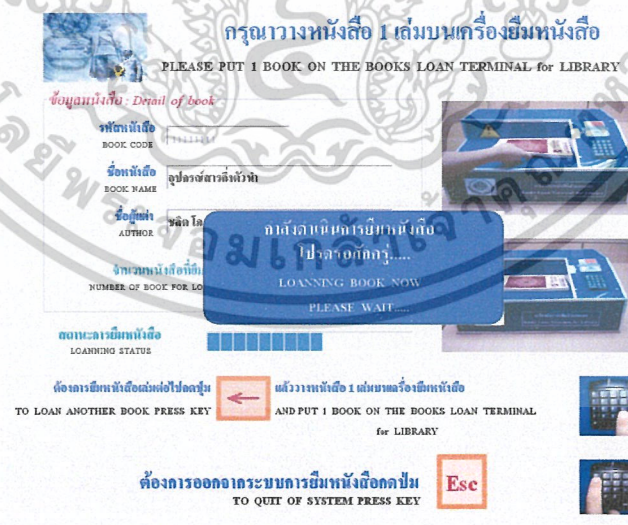 กรุณาวางหนังสือ 1 เล่มบนเครื่องยืมหนังสือ
PLEASE PUT 1 BOOK ON THE BOOKS LOAN TERMINAL for LIBRARY
ข้อมูลหนังสือ : Detail of book
รหัสหนังสือ
BOOK CODE
11111111
ชื่อหนังสือ
BOOK NAME
ชื่อผู้แต่ง
AUTHOR
ชลิต
จำนวนหนังสือที่ยืม
NUMBER OF BOOK FOR LO
กำลังดำเนินการยืมหนังสือ
โปรดรอสักครู่.....
LOANNING BOOK NOW
PLEASE WAIT.....
สถานะการยืมหนังสือ
LOANNING STATUS
ต้องการยืมหนังสือเล่มต่อไปกดปุ่ม ← แล้ววางหนังสือ 1 เล่มบนเครื่องยืมหนังสือ
TO LOAN ANOTHER BOOK PRESS KEY AND PUT 1 BOOK ON THE BOOKS LOAN TERMINAL
for LIBRARY
ต้องการออกจากระบบการยืมหนังสือกดปุ่ม Esc
TO QUIT OF SYSTEM PRESS KEY